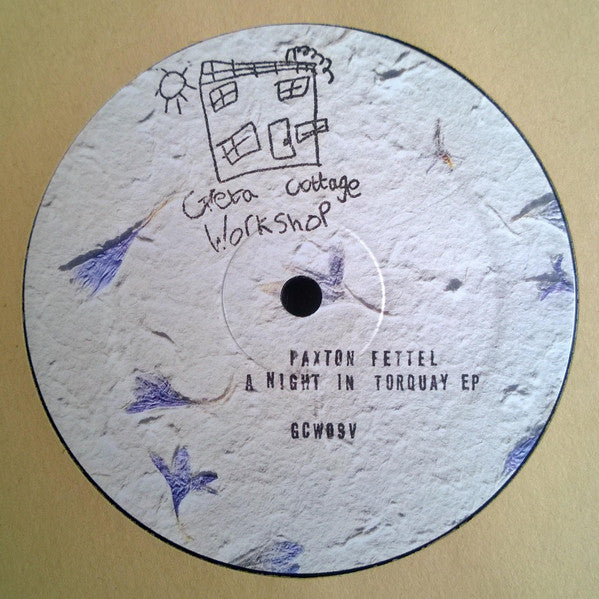 Greta Cottage
Workshop
PAXTON FETTEL
A NIGHT IN TORQUAY EP
GCW09V